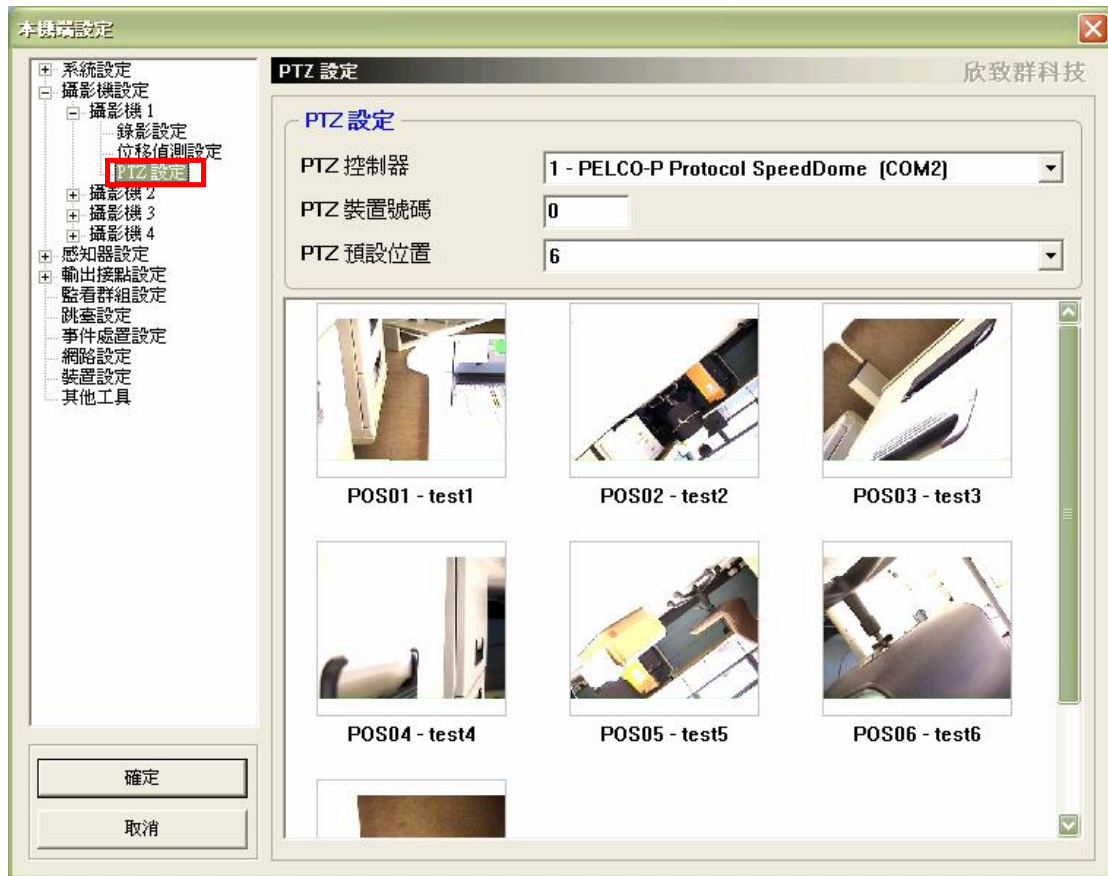 本機端設定
系統設定
攝影機設定
攝影機 1
錄影設定
位移偵測設定
PTZ 設定
攝影機 2
攝影機 3
攝影機 4
感知器設定
輸出接點設定
監看群組設定
跳臺設定
事件處置設定
網路設定
裝置設定
其他工具
確定
取消
PTZ 設定
欣致群科技
PTZ 設定
PTZ 控制器
1 - PELCO-P Protocol SpeedDome (COM2)
PTZ 裝置號碼
0
PTZ 預設位置
6
POS01 - test1
POS02 - test2
POS03 - test3
POS04 - test4
POS05 - test5
POS06 - test6